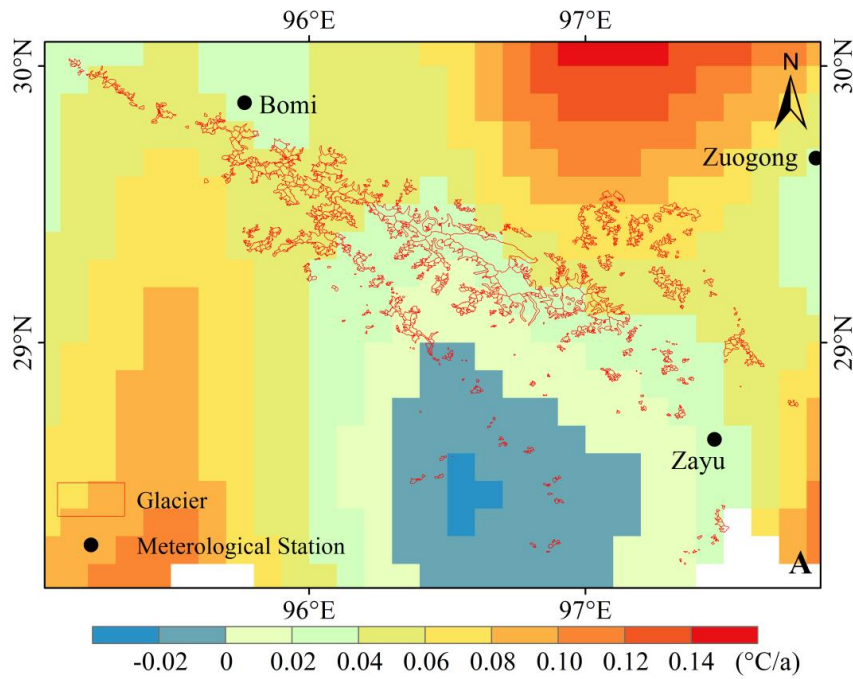 96°E 97°E
30°N 30°N
N
Bomi
Zuogong
29°N 29°N
Zayu
Glacier
Meterological Station
A
96°E 97°E
-0.02 0 0.02 0.04 0.06 0.08 0.10 0.12 0.14 (°C/a)